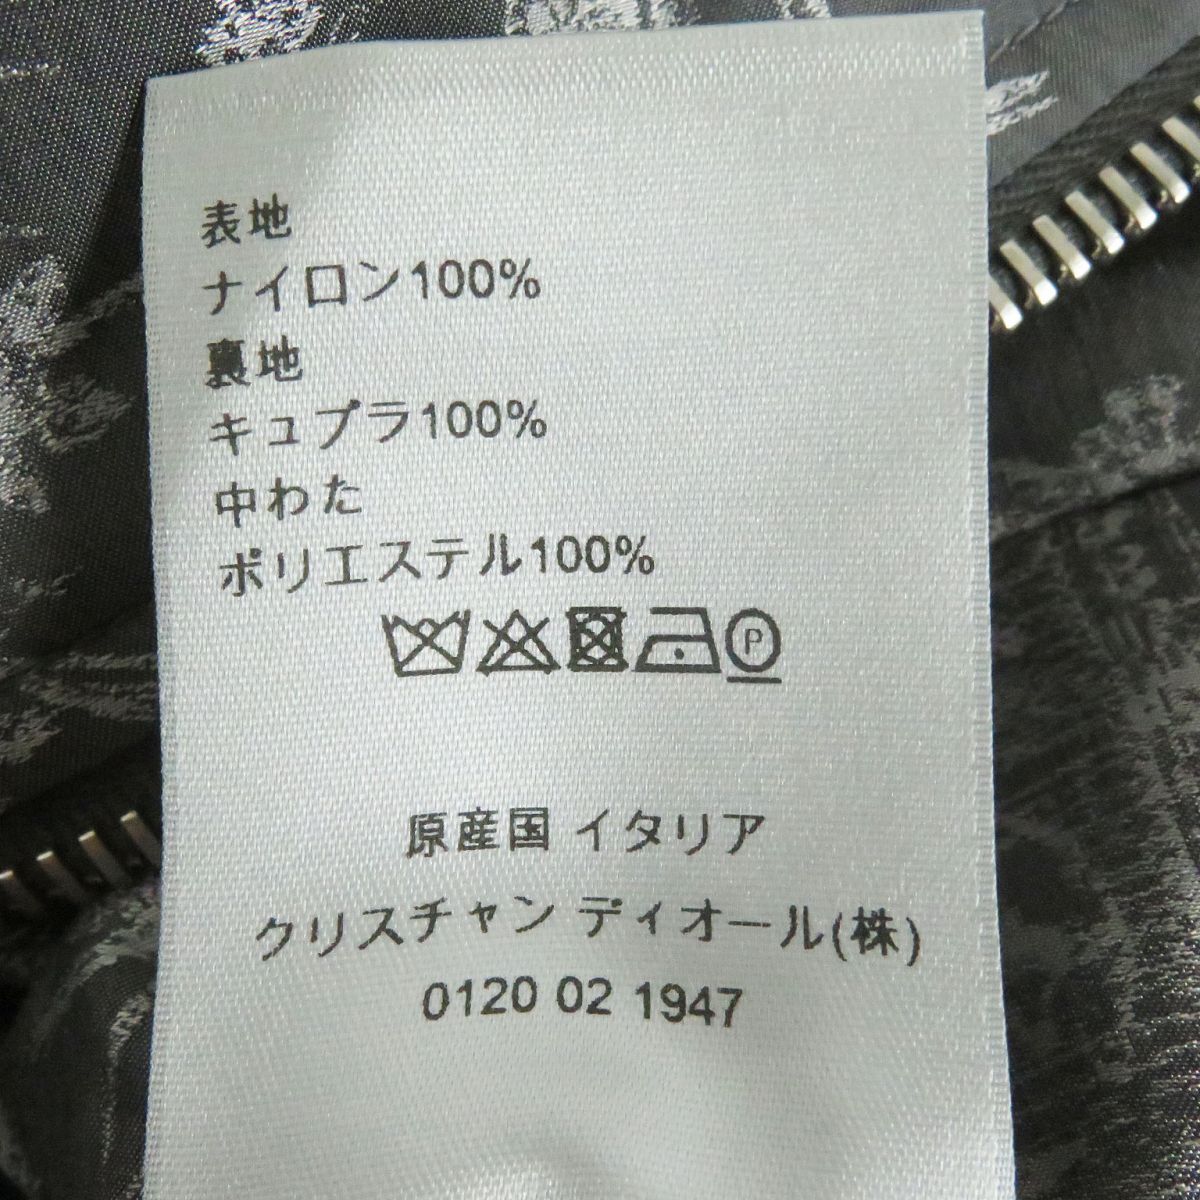 表地
ナイロン100%
裏地
キュプラ100%
中わた
ポリエステル100%
P
原産国 イタリア
クリスチャン ディオール(株)
0120 02 1947